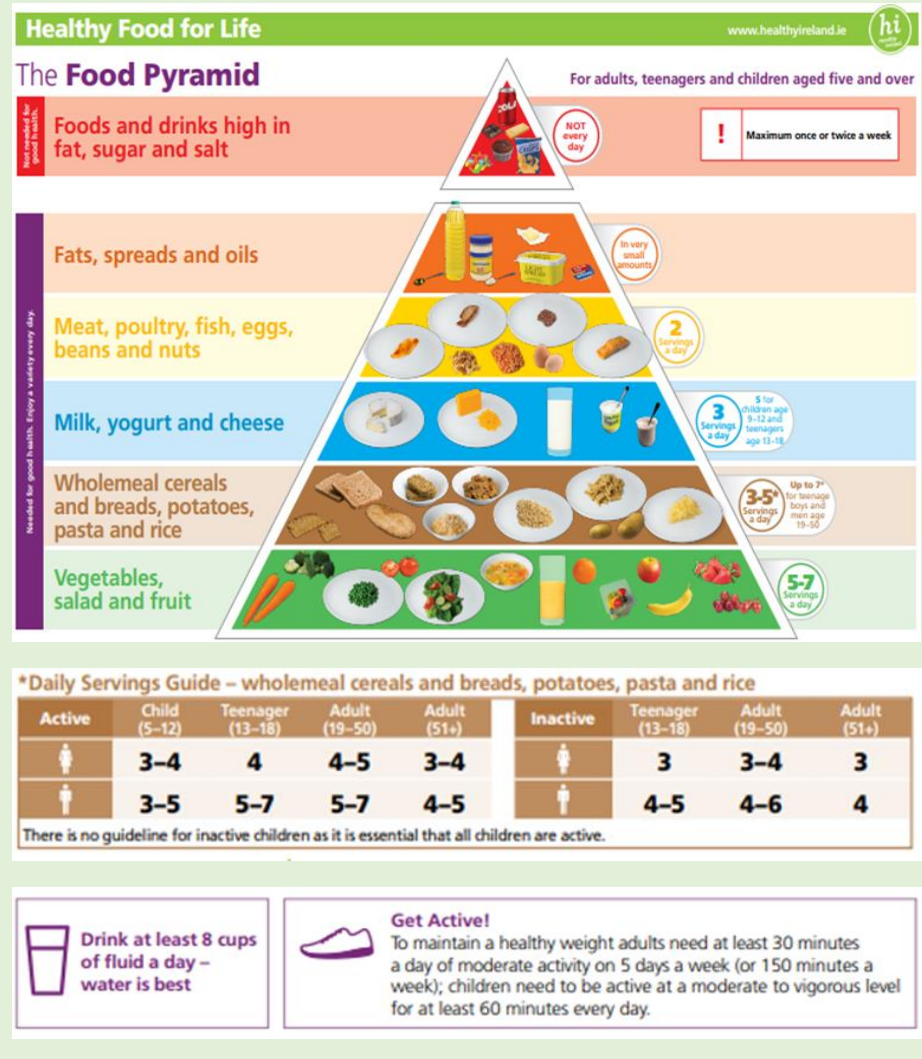 Healthy Food for Life
www.healthyireland.ie
hi
The Food Pyramid
For adults, teenagers and children aged five and over
Not needed for
good health.
Foods and drinks high in
fat, sugar and salt
COLA
NOT
every
day
!
Maximum once or twice a week
Needed for good health. Enjoy a variety every day.
Fats, spreads and oils
In very
small
amounts
Meat, poultry, fish, eggs,
beans and nuts
2
Servings
a day
Milk, yogurt and cheese
3
Servings
a day
5 for
children age
9–12 and
teenagers
age 13–18
Wholemeal cereals
and breads, potatoes,
pasta and rice
3-5*
Servings
a day
Up to 7*
for teenage
boys and
men age
19–50
Vegetables,
salad and fruit
5-7
Servings
a day
*Daily Servings Guide – wholemeal cereals and breads, potatoes, pasta and rice
Active Child (5–12) Teenager (13–18) Adult (19–50) Adult (51+) Inactive Teenager (13–18) Adult (19–50) Adult (51+)
3–4 4 4–5 3–4 3 3–4 3
3–5 5–7 5–7 4–5 4–5 4–6 4
There is no guideline for inactive children as it is essential that all children are active.
Drink at least 8 cups
of fluid a day –
water is best
Get Active!
To maintain a healthy weight adults need at least 30 minutes
a day of moderate activity on 5 days a week (or 150 minutes a
week); children need to be active at a moderate to vigorous level
for at least 60 minutes every day.